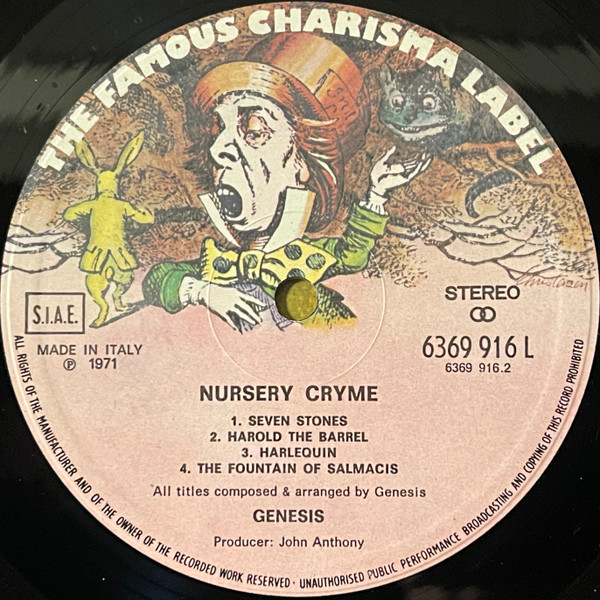 THE FAMOUS CHARISMA LABEL
S.I.A.E.
MADE IN ITALY
℗ 1971
STEREO
6369 916 L
6369 916.2
NURSERY CRYME
1. SEVEN STONES
2. HAROLD THE BARREL
3. HARLEQUIN
4. THE FOUNTAIN OF SALMACIS
All titles composed & arranged by Genesis
GENESIS
Producer: John Anthony
ALL RIGHTS OF THE MANUFACTURER AND OF THE OWNER OF THE RECORDED WORK RESERVED · UNAUTHORISED PUBLIC PERFORMANCE BROADCASTING AND COPYING OF THIS RECORD PROHIBITED